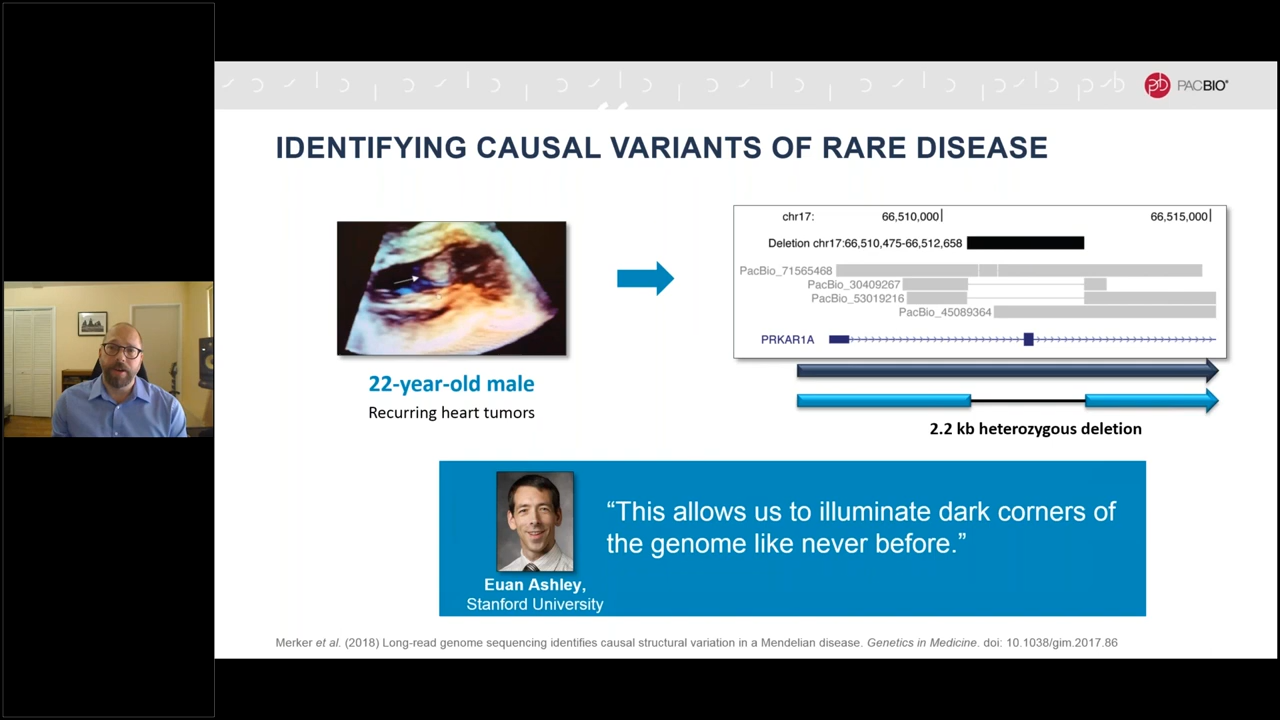 PACBIO®
IDENTIFYING CAUSAL VARIANTS OF RARE DISEASE
22-year-old male
Recurring heart tumors
chr17: 66,510,000 66,515,000
Deletion chr17:66,510,475-66,512,658
PacBio_71565468
PacBio_30409267
PacBio_53019216
PacBio_45089364
PRKAR1A
2.2 kb heterozygous deletion
“This allows us to illuminate dark corners of
the genome like never before.”
Euan Ashley,
Stanford University
Merker et al. (2018) Long-read genome sequencing identifies causal structural variation in a Mendelian disease. Genetics in Medicine. doi: 10.1038/gim.2017.86